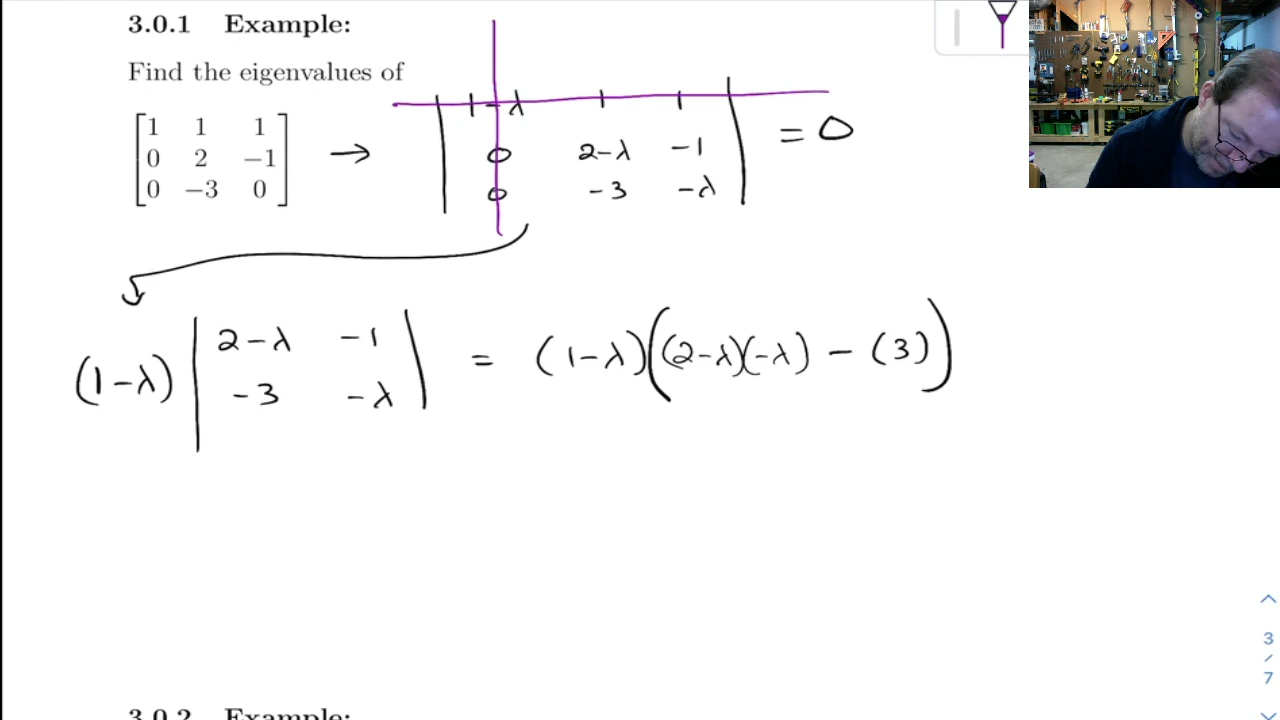 3.0.1 Example:
Find the eigenvalues of
1 1 1
0 2 −1
0 −3 0
→
1-λ 1 1
0 2-λ -1
0 -3 -λ
= 0
(1-λ) | 2-λ -1 |
| -3 -λ |
= (1-λ)((2-λ)(-λ) - (3))
3
/
7
3.0.2 Example: